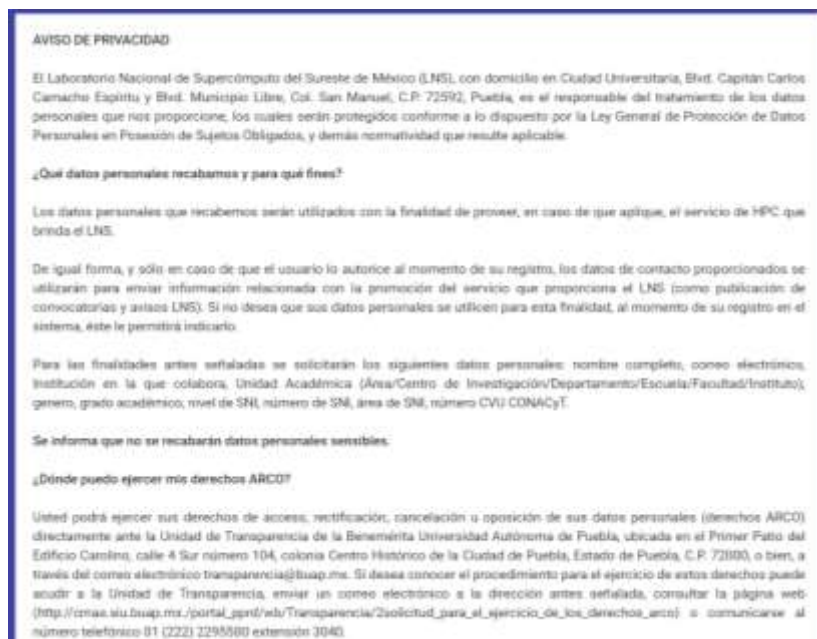 AVISO DE PRIVACIDAD
El Laboratorio Nacional de Supercómputo del Sureste de México (LNS), con domicilio en Ciudad Universitaria, Blvd. Capitán Carlos
Camacho Espíritu y Blvd. Municipio Libre, Col. San Manuel, C.P. 72592, Puebla, es el responsable del tratamiento de los datos
personales que nos proporcione, los cuales serán protegidos conforme a lo dispuesto por la Ley General de Protección de Datos
Personales en Posesión de Sujetos Obligados, y demás normatividad que resulte aplicable.
¿Qué datos personales recabamos y para qué fines?
Los datos personales que recabemos serán utilizados con la finalidad de proveer, en caso de que aplique, el servicio de HPC que
brinda el LNS.
De igual forma, y sólo en caso de que el usuario lo autorice al momento de su registro, los datos de contacto proporcionados se
utilizarán para enviar información relacionada con la promoción del servicio que proporciona el LNS (como publicación de
convocatorias y avisos LNS). Si no desea que sus datos personales se utilicen para esta finalidad, al momento de su registro en el
sistema, éste le permitirá indicarlo.
Para las finalidades antes señaladas se solicitarán los siguientes datos personales: nombre completo, correo electrónico,
Institución en la que colabora, Unidad Académica (Área/Centro de Investigación/Departamento/Escuela/Facultad/Instituto),
genero, grado académico, nivel de SNI, número de SNI, área de SNI, número CVU CONACyT.
Se informa que no se recabarán datos personales sensibles.
¿Dónde puedo ejercer mis derechos ARCO?
Usted podrá ejercer sus derechos de acceso, rectificación, cancelación u oposición de sus datos personales (derechos ARCO)
directamente ante la Unidad de Transparencia de la Benemérita Universidad Autónoma de Puebla, ubicada en el Primer Patio del
Edificio Carolino, calle 4 Sur número 104, colonia Centro Histórico de la Ciudad de Puebla, Estado de Puebla, C.P. 72000, o bien, a
través del correo electrónico transparencia@buap.mx. Si desea conocer el procedimiento para el ejercicio de estos derechos puede
acudir a la Unidad de Transparencia, enviar un correo electrónico a la dirección antes señalada, consultar la página web
(http://cmas.siu.buap.mx./portal_pprd/wb/Transparencia/2solicitud_para_el_ejercicio_de_los_derechos_arco) o comunicarse al
número telefónico 01 (222) 2295500 extensión 3040.